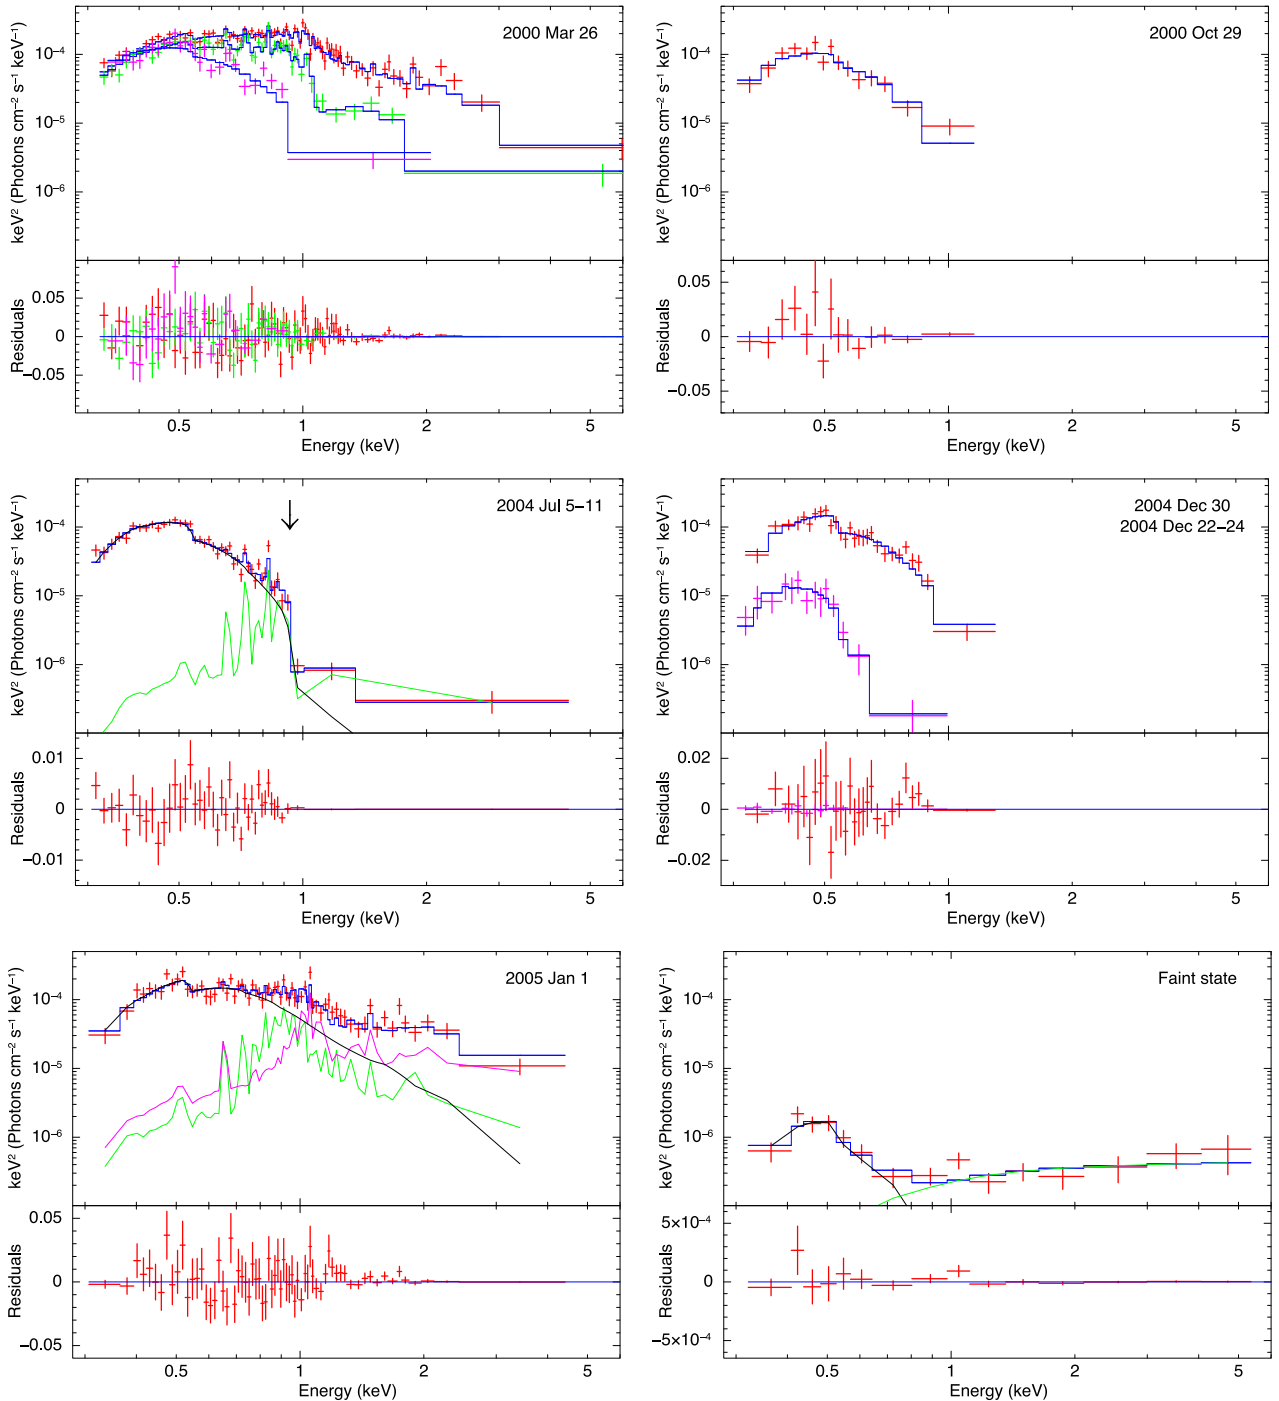 2000 Mar 26
keV² (Photons cm⁻² s⁻¹ keV⁻¹)
10⁻⁴
10⁻⁵
10⁻⁶
Residuals
0.05
0
−0.05
0.5
1
2
5
Energy (keV)
2000 Oct 29
keV² (Photons cm⁻² s⁻¹ keV⁻¹)
10⁻⁴
10⁻⁵
10⁻⁶
Residuals
0.05
0
−0.05
0.5
1
2
5
Energy (keV)
2004 Jul 5–11
keV² (Photons cm⁻² s⁻¹ keV⁻¹)
10⁻⁴
10⁻⁵
10⁻⁶
Residuals
0.01
0
−0.01
0.5
1
2
5
Energy (keV)
2004 Dec 30
2004 Dec 22–24
keV² (Photons cm⁻² s⁻¹ keV⁻¹)
10⁻⁴
10⁻⁵
10⁻⁶
Residuals
0.02
0
−0.02
0.5
1
2
5
Energy (keV)
2005 Jan 1
keV² (Photons cm⁻² s⁻¹ keV⁻¹)
10⁻⁴
10⁻⁵
10⁻⁶
Residuals
0.05
0
−0.05
0.5
1
2
5
Energy (keV)
Faint state
keV² (Photons cm⁻² s⁻¹ keV⁻¹)
10⁻⁴
10⁻⁵
10⁻⁶
Residuals
5×10⁻⁴
0
−5×10⁻⁴
0.5
1
2
5
Energy (keV)